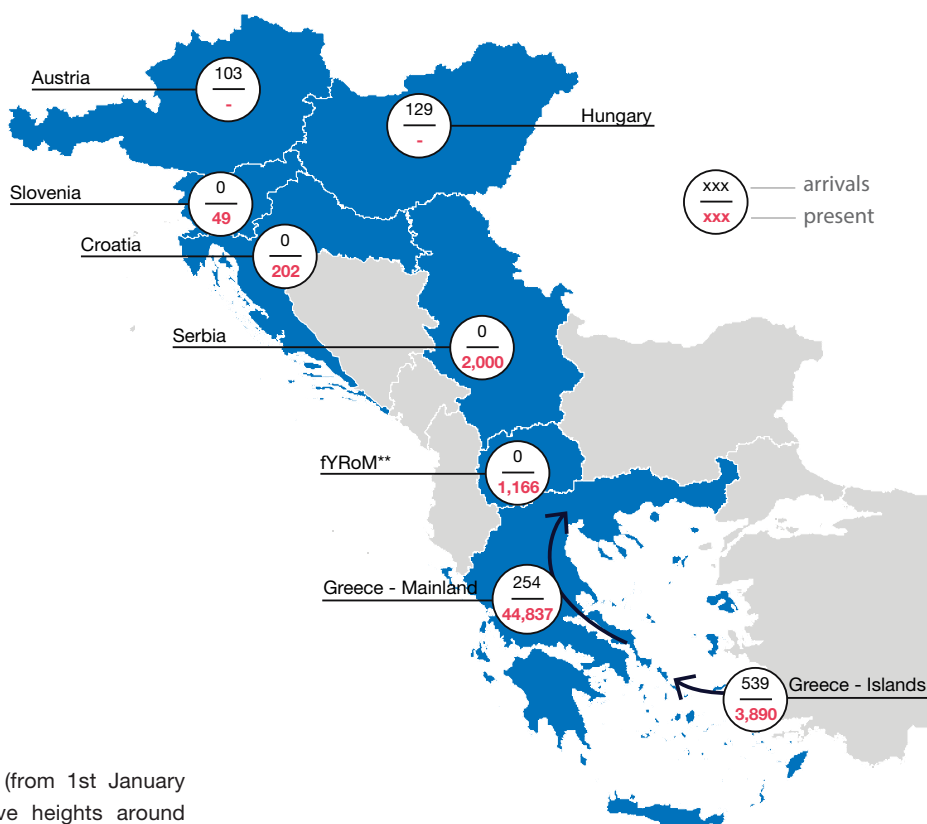 Austria
103
-
129
-
Hungary
Slovenia
0
49
xxx
arrivals
xxx
present
Croatia
0
202
Serbia
0
2,000
fYRoM**
0
1,166
Greece - Mainland
254
44,837
539
3,890
Greece - Islands
(from 1st January
ve heights around